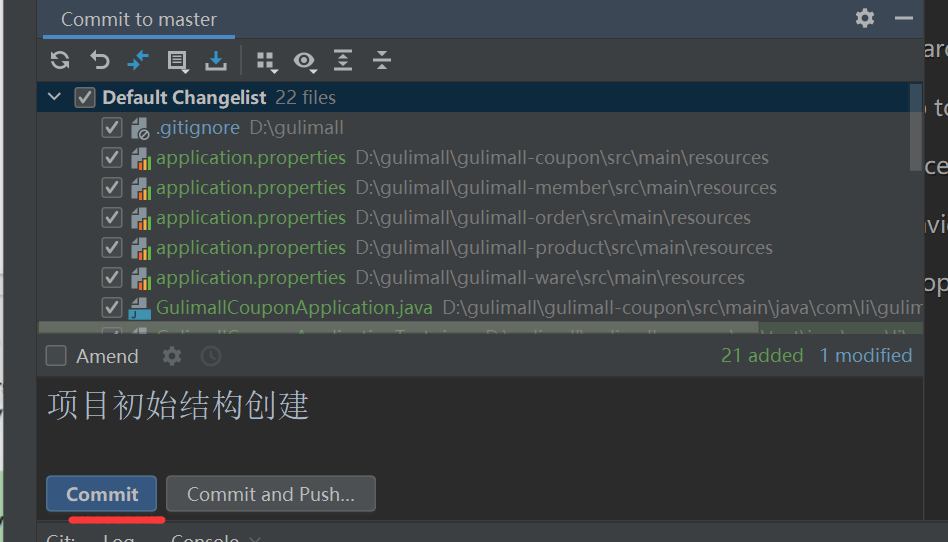 Commit to master
Default Changelist 22 files
.gitignore D:\gulimall
application.properties D:\gulimall\gulimall-coupon\src\main\resources
application.properties D:\gulimall\gulimall-member\src\main\resources
application.properties D:\gulimall\gulimall-order\src\main\resources
application.properties D:\gulimall\gulimall-product\src\main\resources
application.properties D:\gulimall\gulimall-ware\src\main\resources
GulimallCouponApplication.java D:\gulimall\gulimall-coupon\src\main\java\com\li\gulim
Amend 21 added 1 modified
项目初始结构创建
Commit Commit and Push...
Git: Log Console